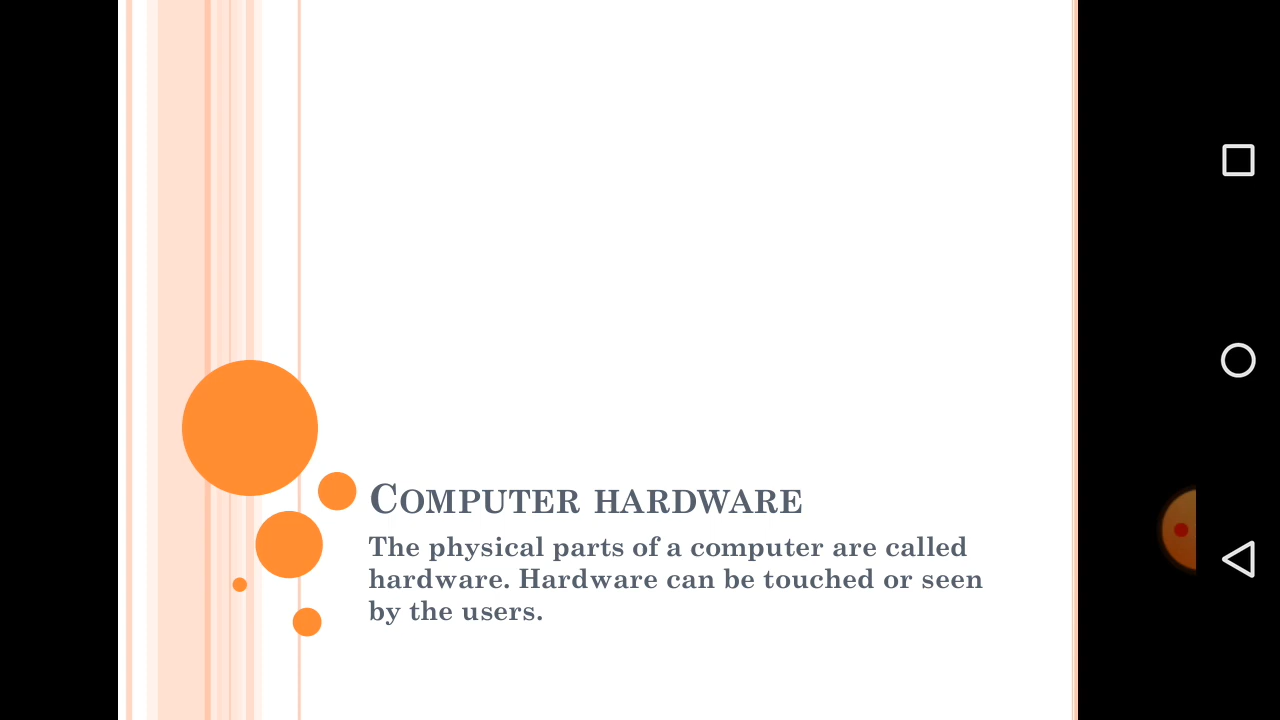 COMPUTER HARDWARE
The physical parts of a computer are called
hardware. Hardware can be touched or seen
by the users.